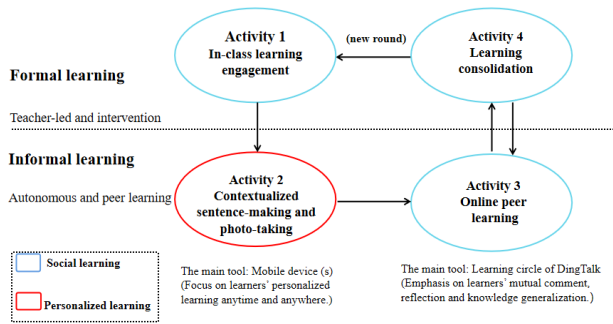 Activity 1
In-class learning
engagement
(new round)
Activity 4
Learning
consolidation
Formal learning
Teacher-led and intervention
Informal learning
Autonomous and peer learning
Activity 2
Contextualized
sentence-making and
photo-taking
Activity 3
Online peer
learning
Social learning
Personalized learning
The main tool: Mobile device (s)
(Focus on learners' personalized
learning anytime and anywhere.)
The main tool: Learning circle of DingTalk
(Emphasis on learners' mutual comment,
reflection and knowledge generalization.)